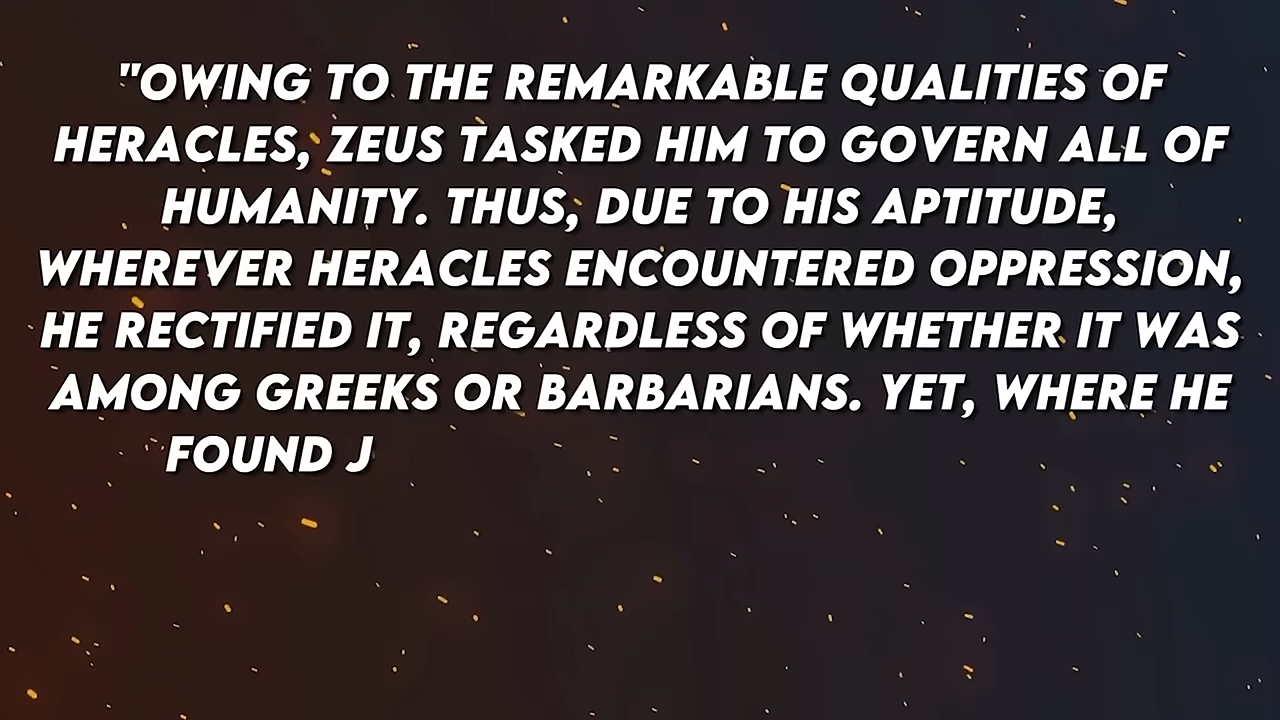 "OWING TO THE REMARKABLE QUALITIES OF
HERACLES, ZEUS TASKED HIM TO GOVERN ALL OF
HUMANITY. THUS, DUE TO HIS APTITUDE,
WHEREVER HERACLES ENCOUNTERED OPPRESSION,
HE RECTIFIED IT, REGARDLESS OF WHETHER IT WAS
AMONG GREEKS OR BARBARIANS. YET, WHERE HE
FOUND J